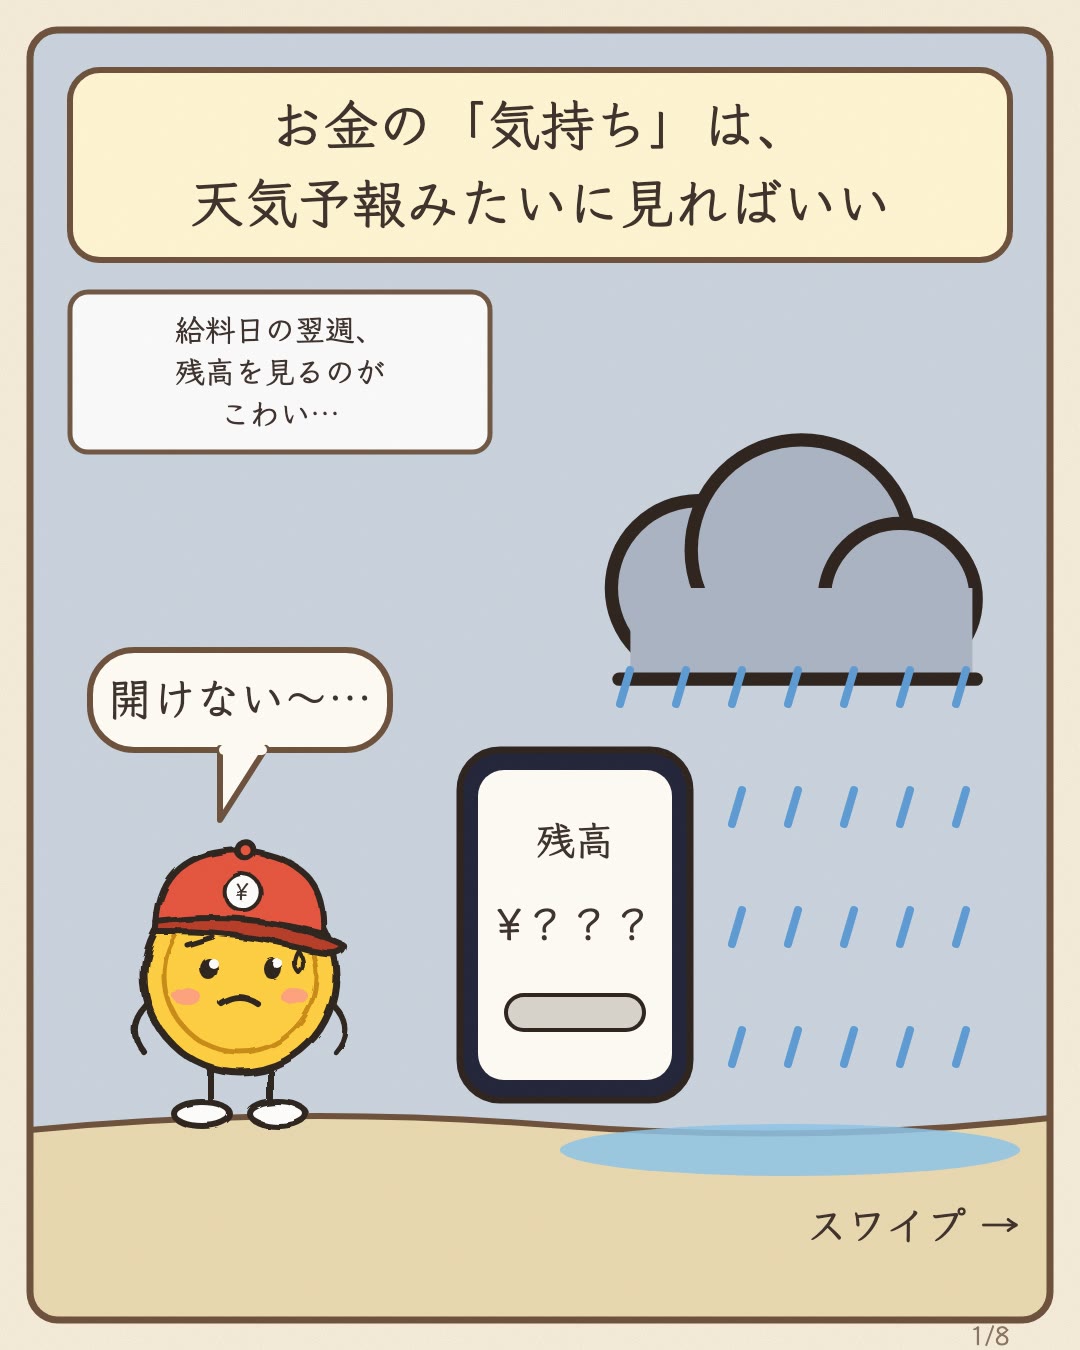 お金の「気持ち」は、
天気予報みたいに見ればいい
給料日の翌週、
残高を見るのが
こわい…
開けない～…
¥
残高
¥？？？
スワイプ →
1/8